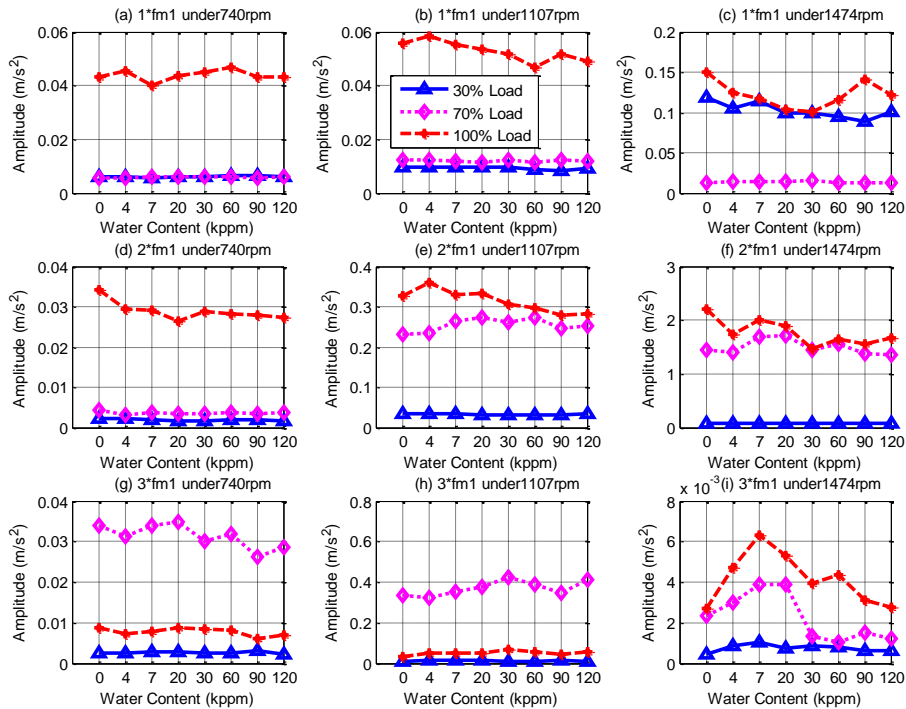 (a) 1*fm1 under740rpm
(b) 1*fm1 under1107rpm
(c) 1*fm1 under1474rpm
Amplitude (m/s²)
0.06
0.04
0.02
0
0 4 7 20 30 60 90 120
Water Content (kppm)
Amplitude (m/s²)
0.06
0.04
0.02
0
30% Load
70% Load
100% Load
0 4 7 20 30 60 90 120
Water Content (kppm)
Amplitude (m/s²)
0.2
0.15
0.1
0.05
0
0 4 7 20 30 60 90 120
Water Content (kppm)
(d) 2*fm1 under740rpm
(e) 2*fm1 under1107rpm
(f) 2*fm1 under1474rpm
Amplitude (m/s²)
0.04
0.03
0.02
0.01
0
0 4 7 20 30 60 90 120
Water Content (kppm)
Amplitude (m/s²)
0.4
0.3
0.2
0.1
0
0 4 7 20 30 60 90 120
Water Content (kppm)
Amplitude (m/s²)
3
2
1
0
0 4 7 20 30 60 90 120
Water Content (kppm)
(g) 3*fm1 under740rpm
(h) 3*fm1 under1107rpm
x 10⁻³ (i) 3*fm1 under1474rpm
Amplitude (m/s²)
0.04
0.03
0.02
0.01
0
0 4 7 20 30 60 90 120
Water Content (kppm)
Amplitude (m/s²)
0.8
0.6
0.4
0.2
0
0 4 7 20 30 60 90 120
Water Content (kppm)
Amplitude (m/s²)
8
6
4
2
0
0 4 7 20 30 60 90 120
Water Content (kppm)